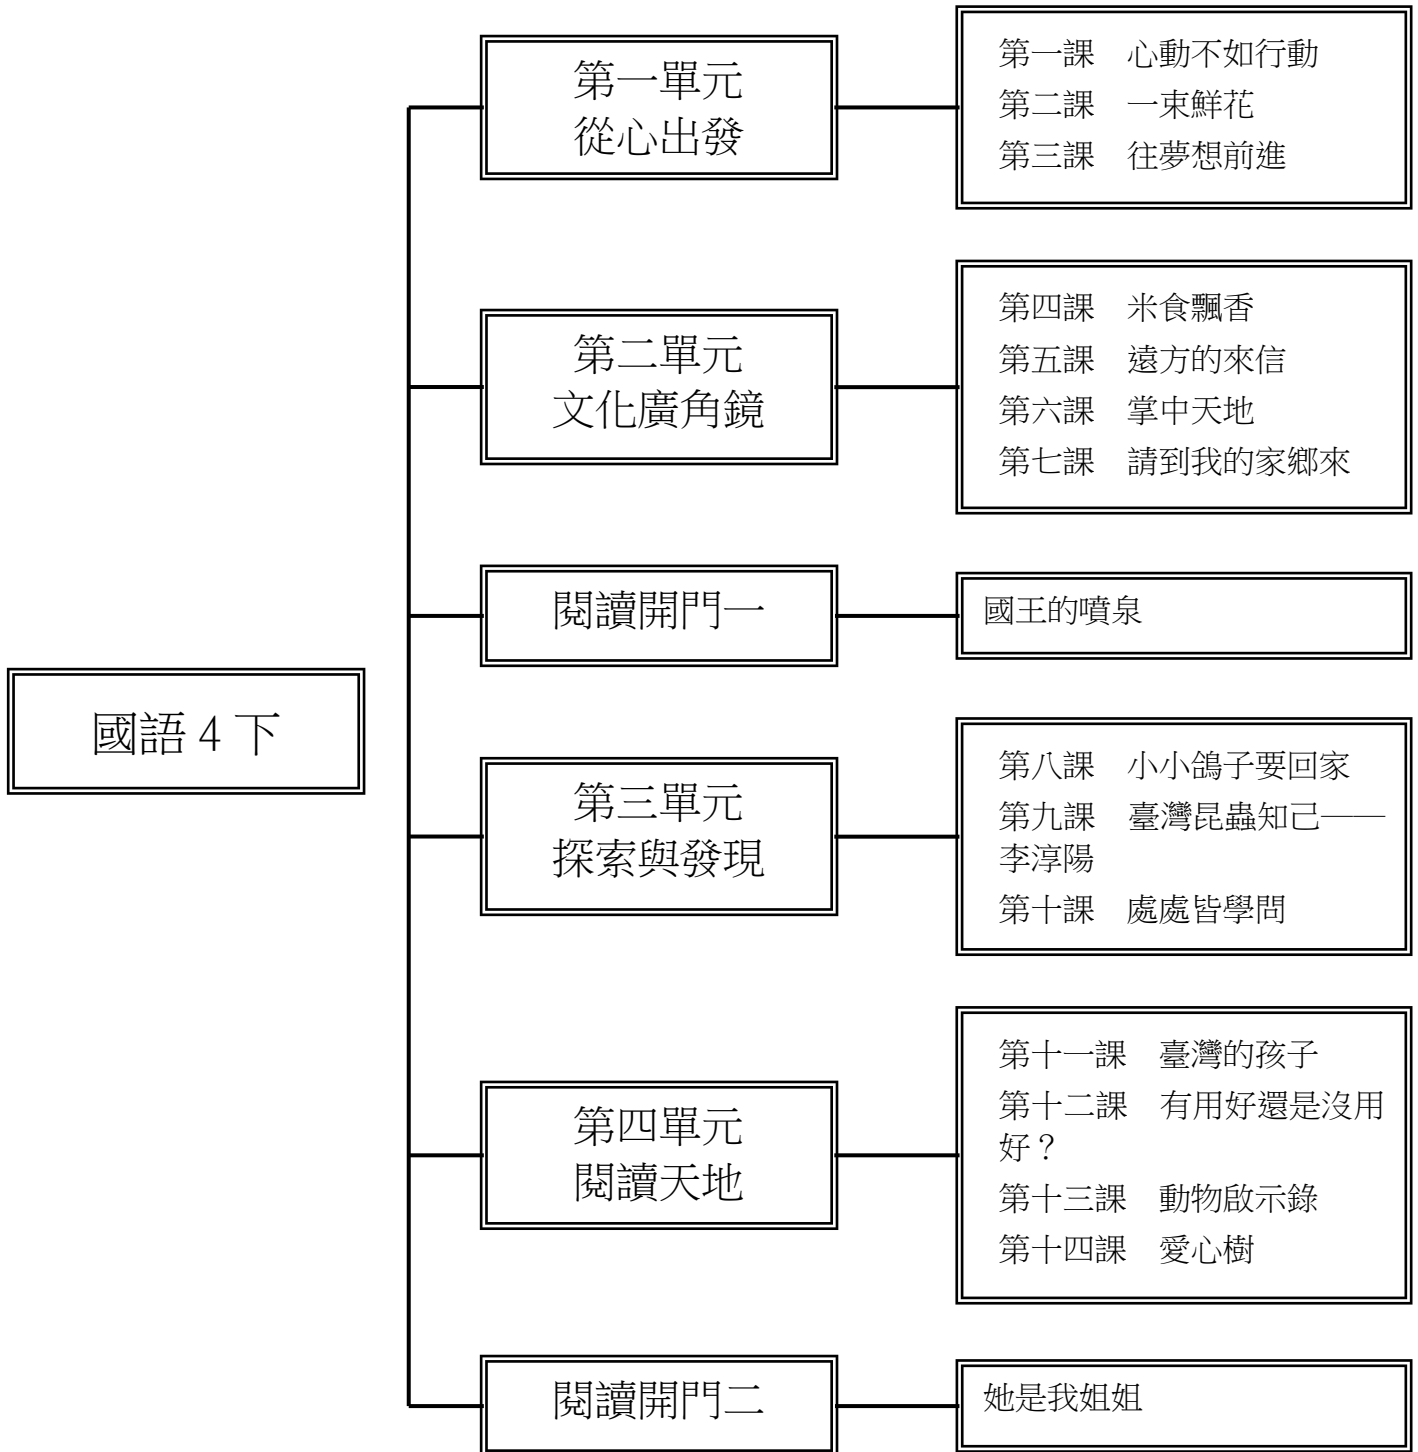 第一單元
從心出發
第一課　心動不如行動
第二課　一束鮮花
第三課　往夢想前進
第二單元
文化廣角鏡
第四課　米食飄香
第五課　遠方的來信
第六課　掌中天地
第七課　請到我的家鄉來
閱讀開門一
國王的噴泉
國語4下
第三單元
探索與發現
第八課　小小鴿子要回家
第九課　臺灣昆蟲知己——
李淳陽
第十課　處處皆學問
第四單元
閱讀天地
第十一課　臺灣的孩子
第十二課　有用好還是沒用
好？
第十三課　動物啟示錄
第十四課　愛心樹
閱讀開門二
她是我姐姐